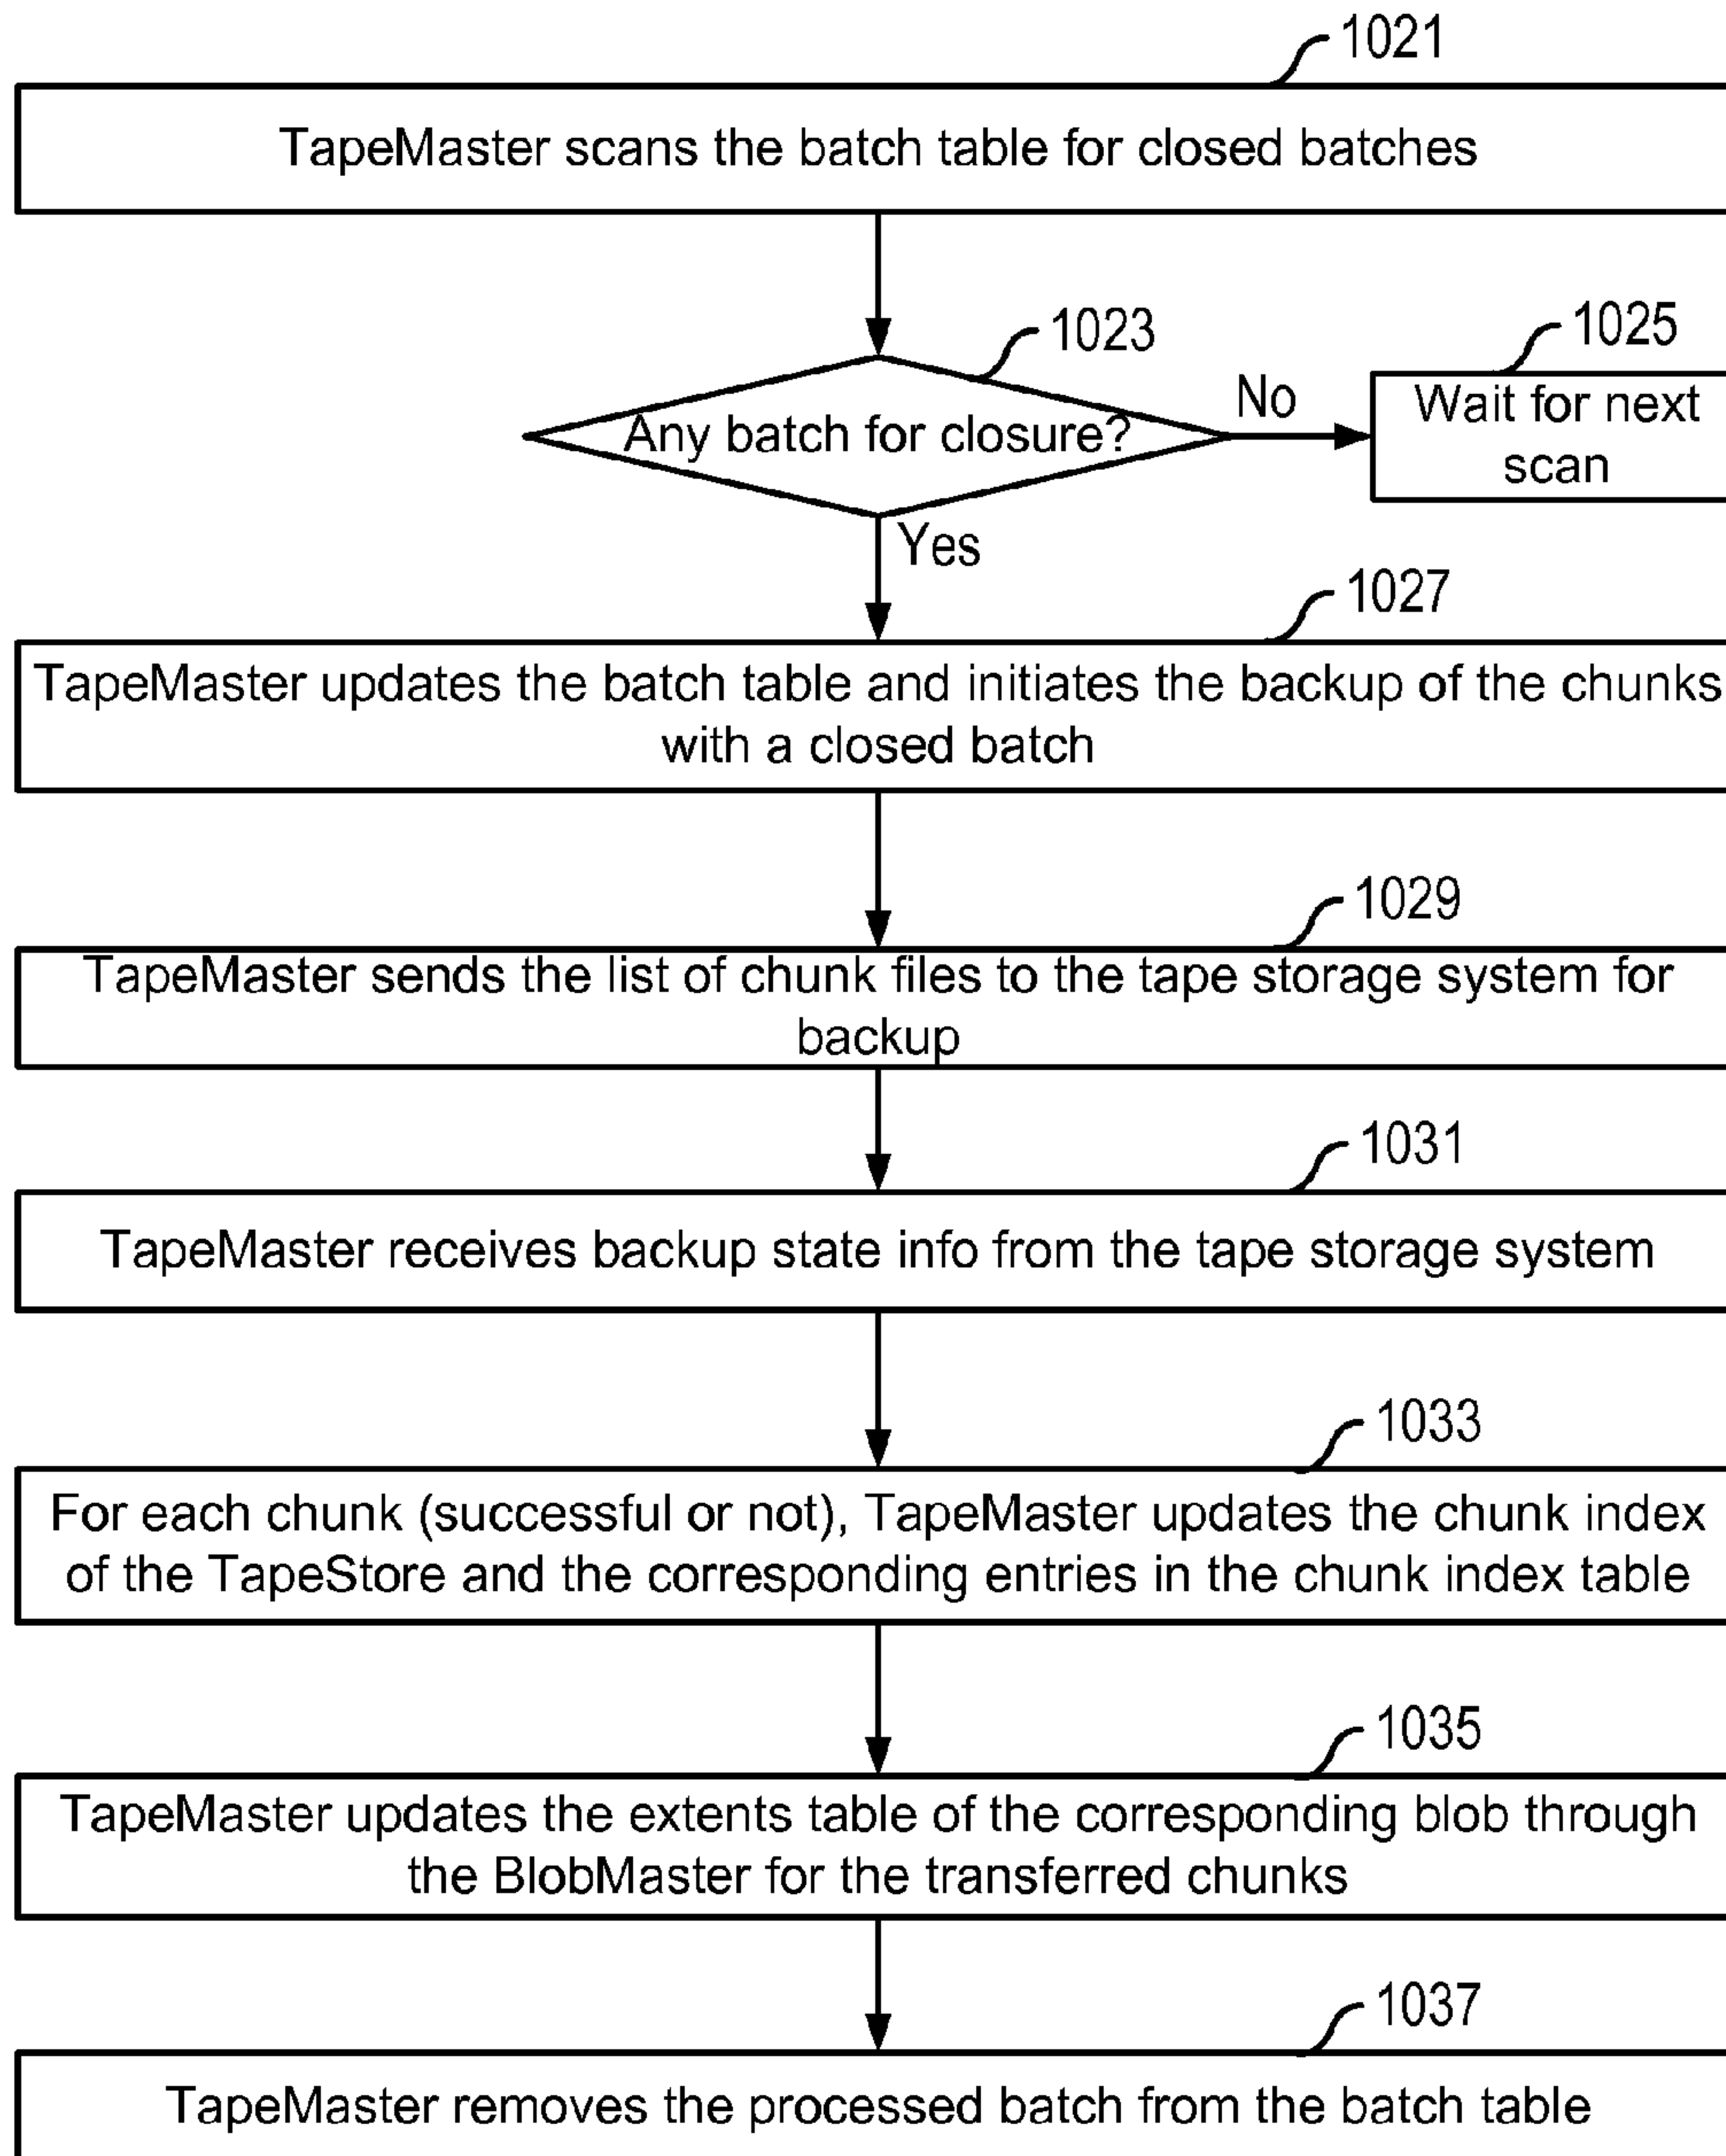 1021
TapeMaster scans the batch table for closed batches
1023
1025
Any batch for closure?
No
Wait for next
scan
Yes
1027
TapeMaster updates the batch table and initiates the backup of the chunks
with a closed batch
1029
TapeMaster sends the list of chunk files to the tape storage system for
backup
1031
TapeMaster receives backup state info from the tape storage system
1033
For each chunk (successful or not), TapeMaster updates the chunk index
of the TapeStore and the corresponding entries in the chunk index table
1035
TapeMaster updates the extents table of the corresponding blob through
the BlobMaster for the transferred chunks
1037
TapeMaster removes the processed batch from the batch table